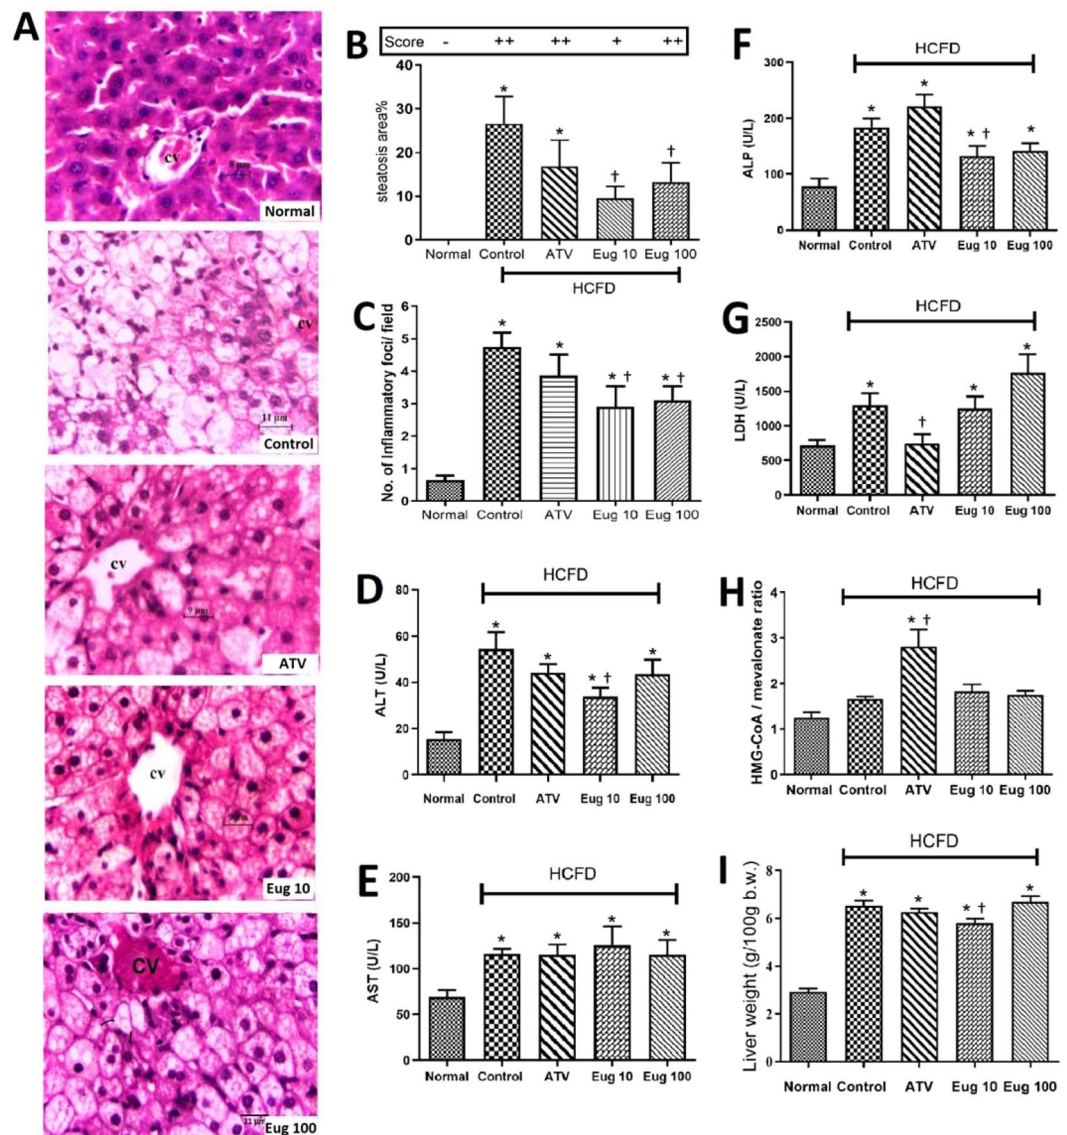 A
cv
8 µm
Normal
cv
11 µm
Control
cv
9 µm
ATV
cv
9 µm
Eug 10
CV
11 µm
Eug 100
B
Score - ++ ++ + ++
steatosis area%
40
30
20
10
0
* * † †
Normal Control ATV Eug 10 Eug 100
HCFD
C
No. of Inflammatory foci/ field
6
5
4
3
2
1
0
* * * † * †
Normal Control ATV Eug 10 Eug 100
D
HCFD
ALT (U/L)
80
60
40
20
0
* * * † *
Normal Control ATV Eug 10 Eug 100
E
HCFD
AST (U/L)
200
150
100
50
0
* * * *
Normal Control ATV Eug 10 Eug 100
F
HCFD
ALP (U/L)
300
200
100
0
* * * † *
Normal Control ATV Eug 10 Eug 100
G
HCFD
LDH (U/L)
2500
2000
1500
1000
500
0
* † * *
Normal Control ATV Eug 10 Eug 100
H
HCFD
HMG-CoA / mevalonate ratio
4
3
2
1
0
* †
Normal Control ATV Eug 10 Eug 100
I
HCFD
Liver weight (g/100g b.w.)
9
6
3
0
* * * † *
Normal Control ATV Eug 10 Eug 100